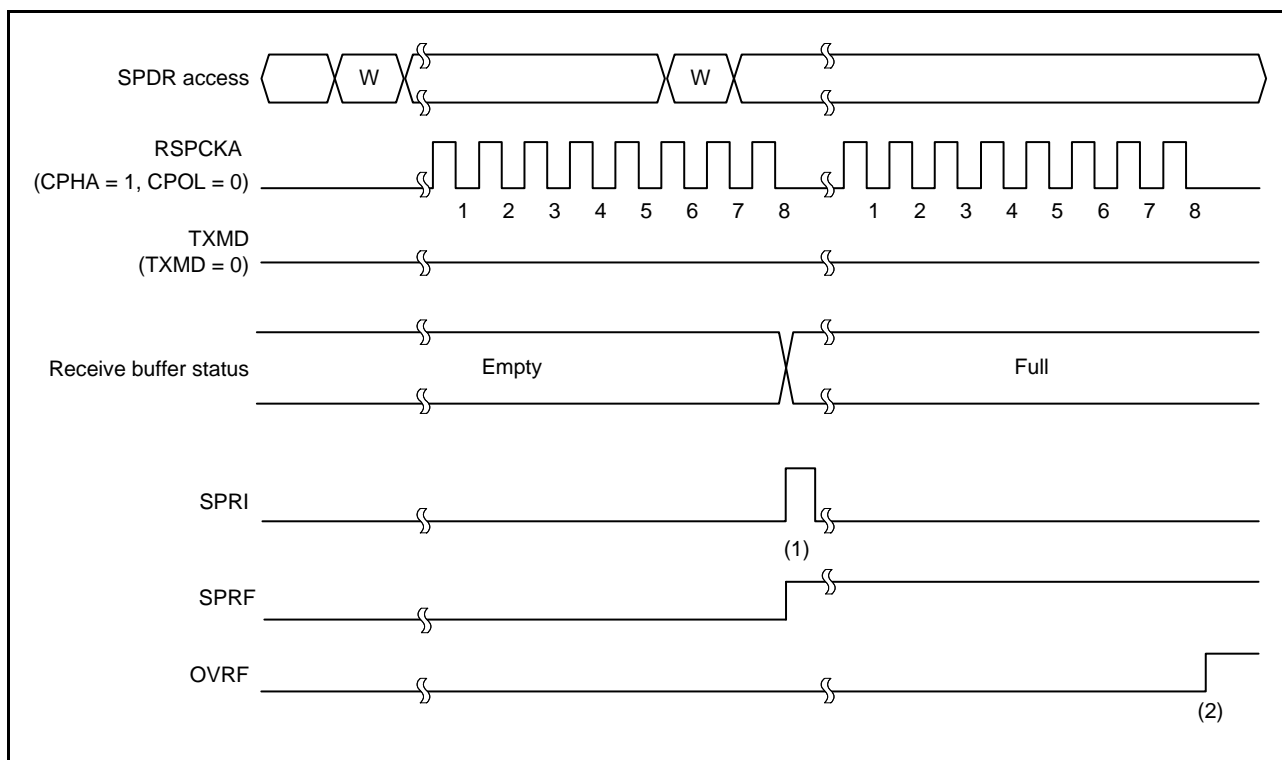 SPDR access
W
W
RSPCKA
(CPHA = 1, CPOL = 0)
1 2 3 4 5 6 7 8
1 2 3 4 5 6 7 8
TXMD
(TXMD = 0)
Receive buffer status
Empty
Full
SPRI
(1)
SPRF
OVRF
(2)